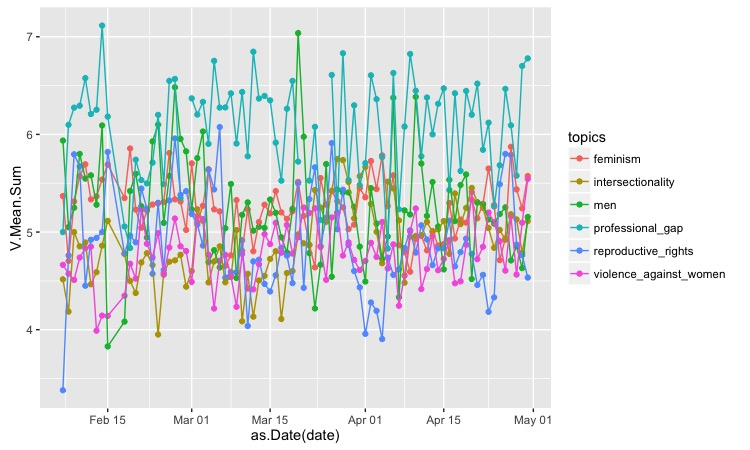 7
6
5
4
V.Mean.Sum
Feb 15
Mar 01
Mar 15
Apr 01
Apr 15
May 01
as.Date(date)
topics
feminism
intersectionality
men
professional_gap
reproductive_rights
violence_against_women